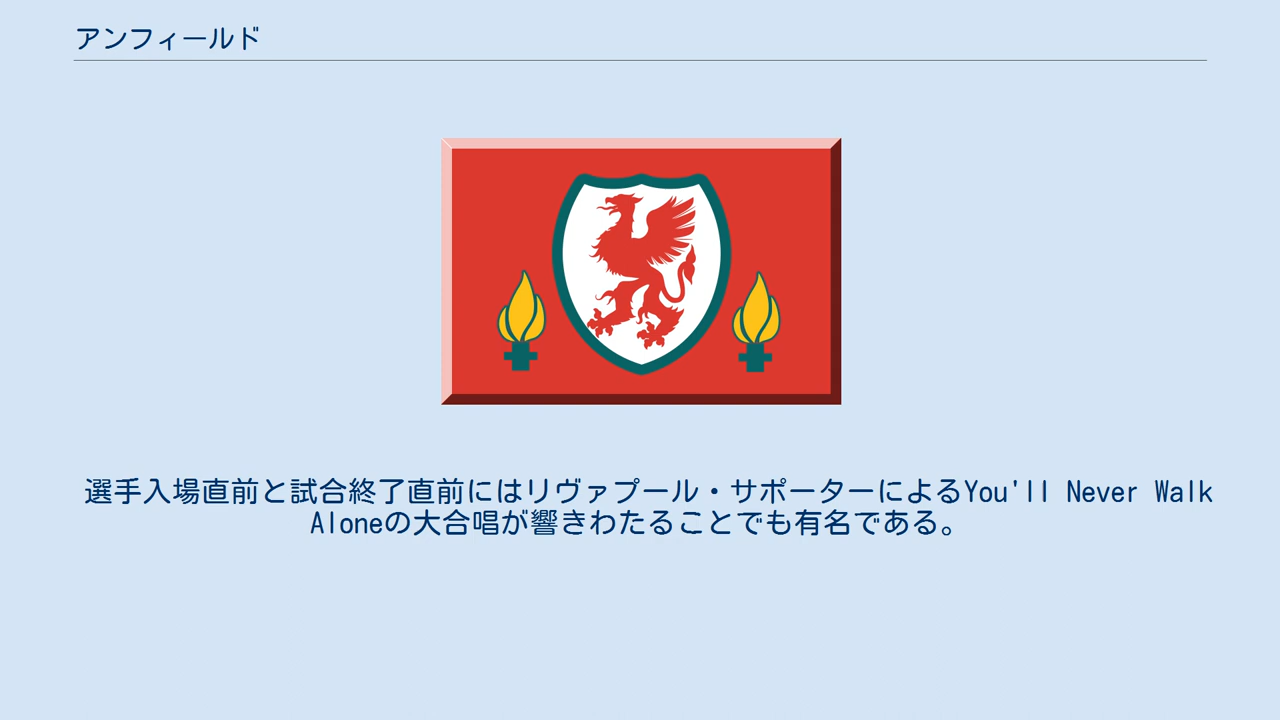 アンフィールド
選手入場直前と試合終了直前にはリヴァプール・サポーターによるYou'll Never Walk
Aloneの大合唱が響きわたることでも有名である。